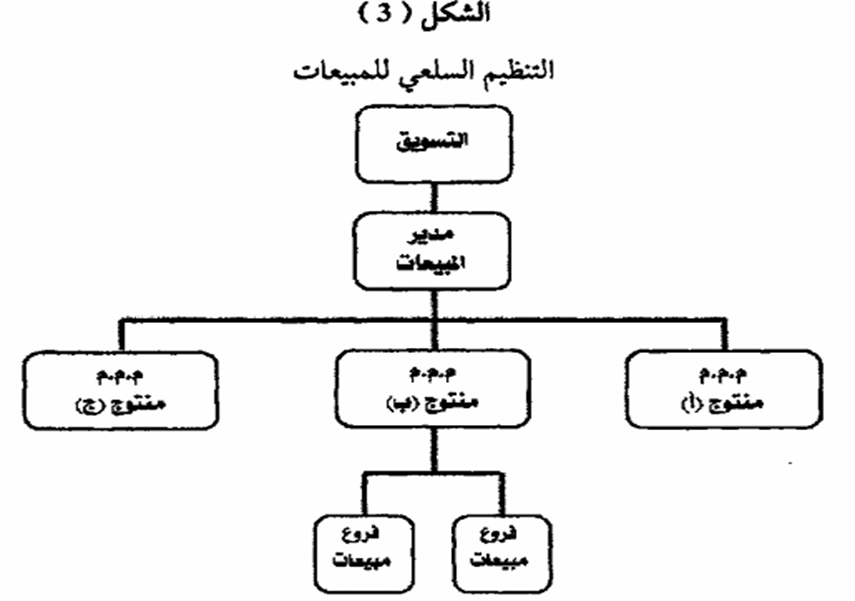 الشكل ( 3 )
التنظيم السلعي للمبيعات
التسويق
مدير
المبيعات
م.م.م
منتوج (أ)
م.م.م
منتوج (ب)
م.م.م
منتوج (ج)
فروع
مبيعات
فروع
مبيعات